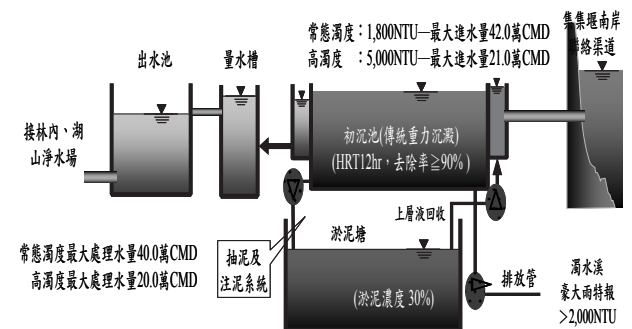 常態濁度：1,800NTU—最大進水量42.0萬CMD
高濁度　：5,000NTU—最大進水量21.0萬CMD
集集堰南岸
聯絡渠道
出水池
量水槽
接林內、湖
山淨水場
初沉池(傳統重力沉澱)
(HRT12hr，去除率≧90%)
上層液回收
淤泥塘
抽泥及
注泥系統
常態濁度最大處理水量40.0萬CMD
高濁度最大處理水量20.0萬CMD
(淤泥濃度 30%)
排放管
濁水溪
豪大雨特報
>2,000NTU